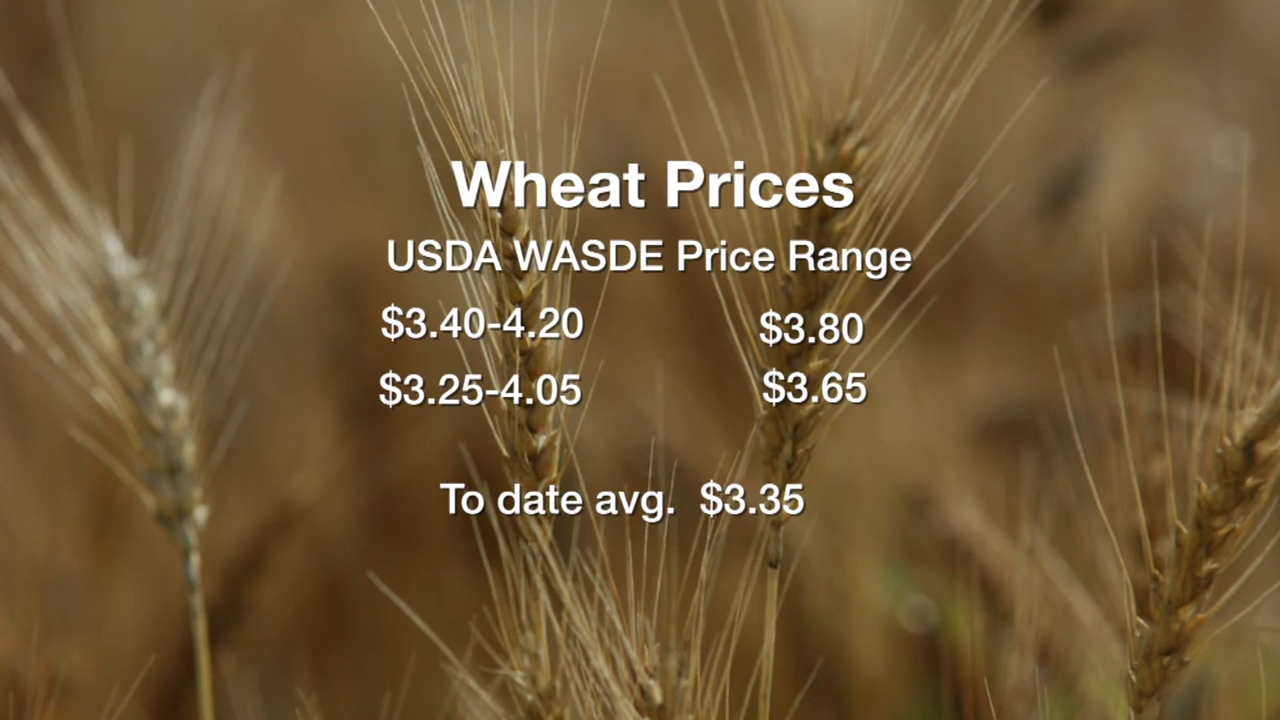 Wheat Prices
USDA WASDE Price Range
$3.40-4.20 $3.80
$3.25-4.05 $3.65
To date avg. $3.35